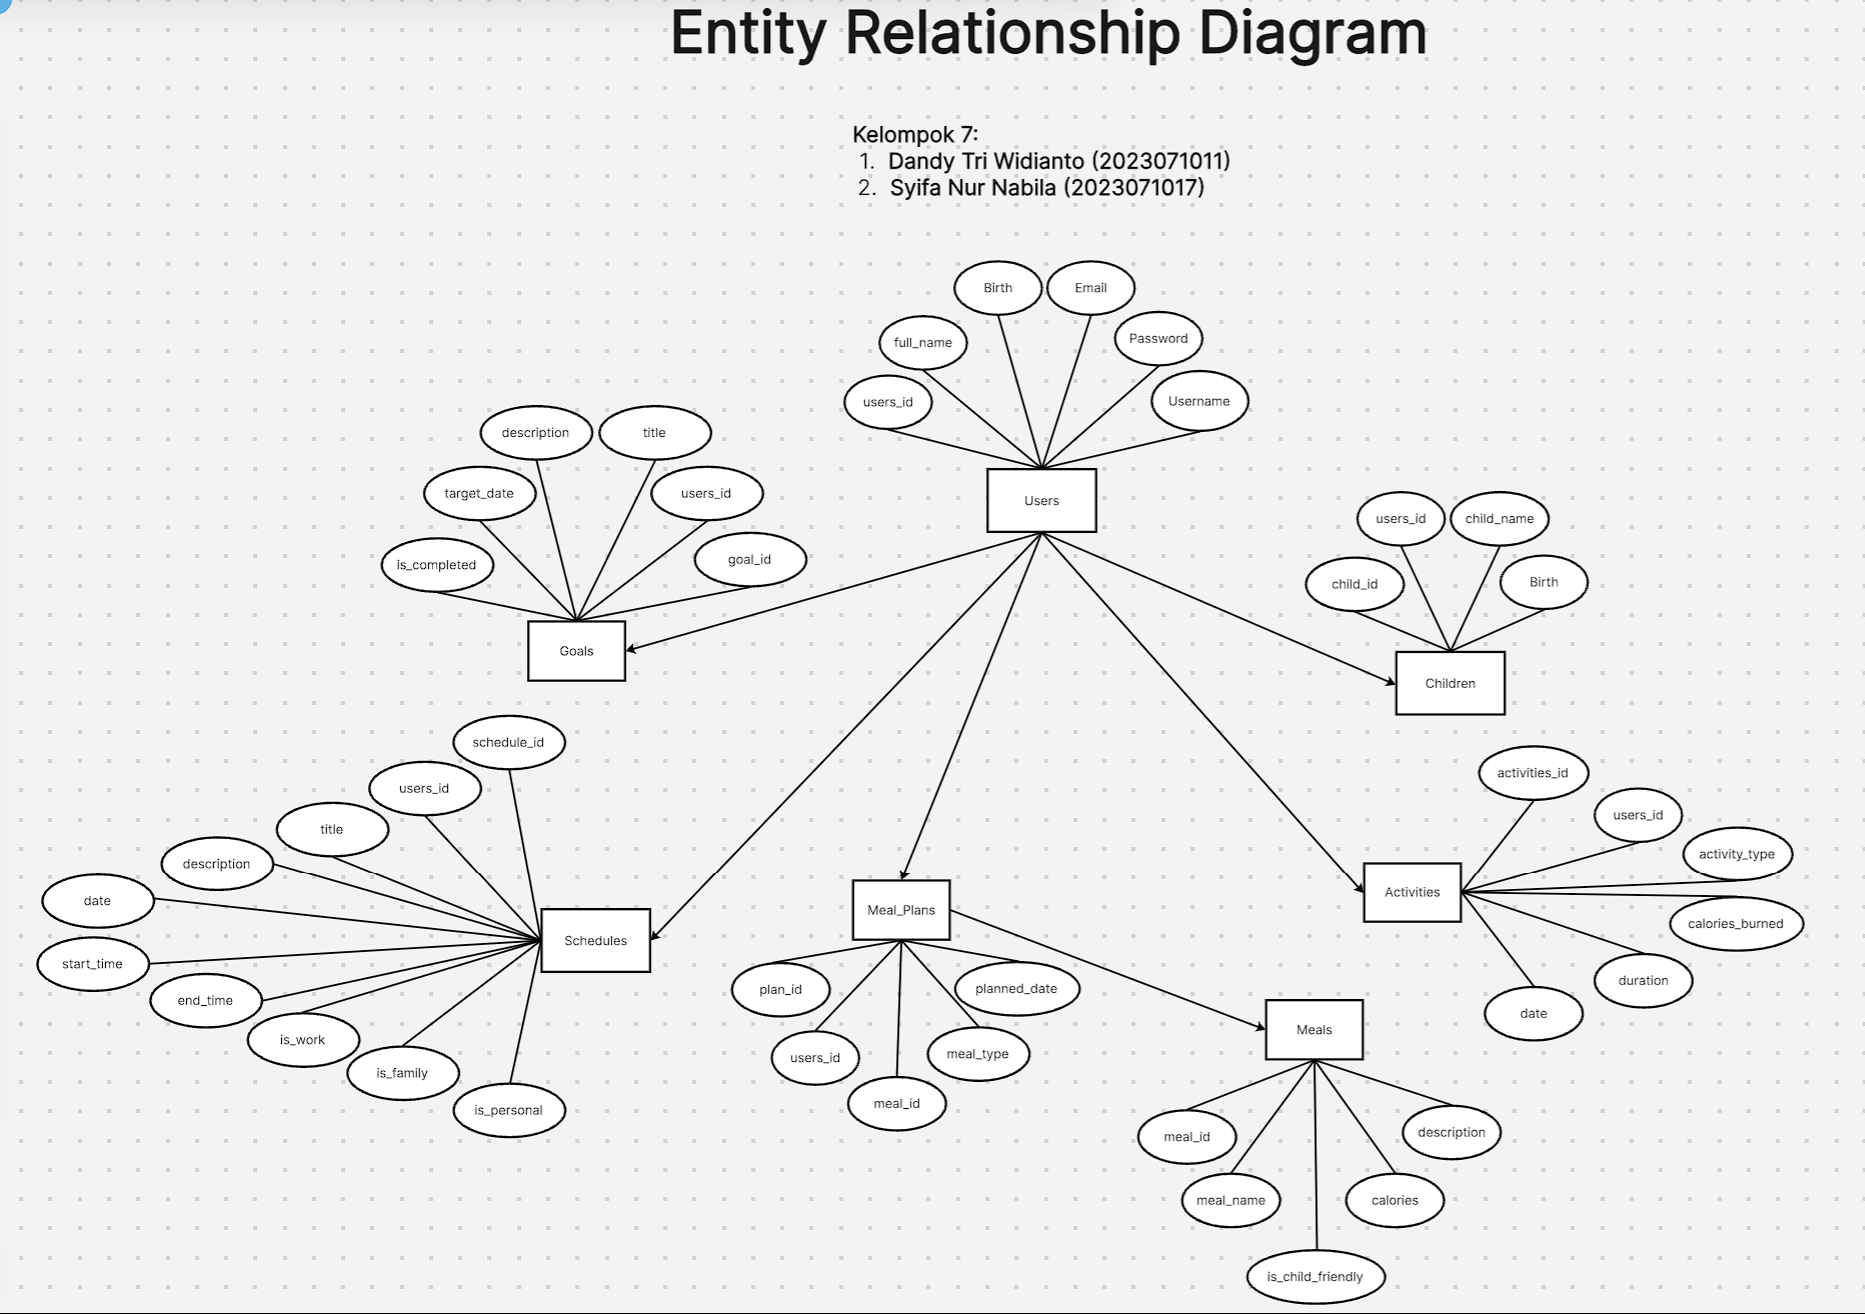 Entity Relationship Diagram
Kelompok 7:
1. Dandy Tri Widianto (2023071011)
2. Syifa Nur Nabila (2023071017)
Birth
Email
full_name
Password
users_id
Username
Users
description
title
target_date
users_id
is_completed
goal_id
Goals
users_id
child_name
child_id
Birth
Children
schedule_id
users_id
title
description
date
start_time
end_time
is_work
is_family
is_personal
Schedules
Meal_Plans
plan_id
planned_date
users_id
meal_type
meal_id
activities_id
users_id
activity_type
Activities
calories_burned
duration
date
Meals
meal_id
description
meal_name
calories
is_child_friendly